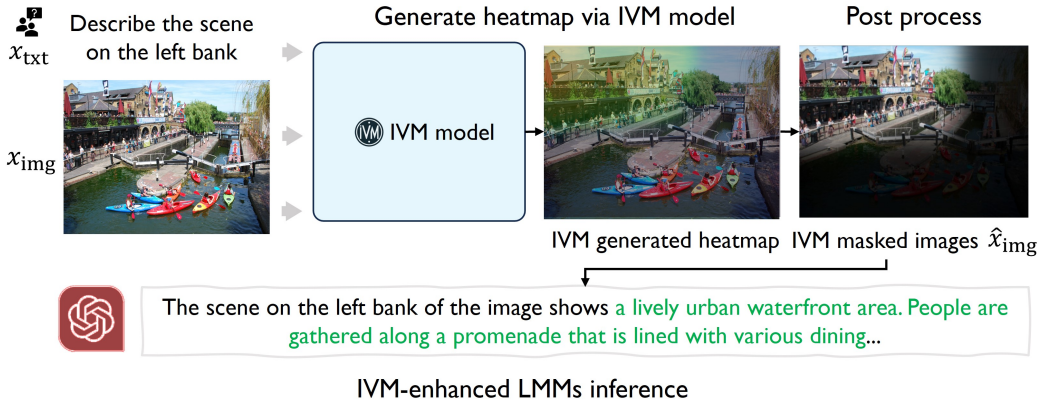 Generate heatmap via IVM model
Post process
?
x_txt
Describe the scene
on the left bank
x_img
IVM IVM model
IVM generated heatmap
IVM masked images x̂_img
The scene on the left bank of the image shows a lively urban waterfront area. People are
gathered along a promenade that is lined with various dining...
IVM-enhanced LMMs inference